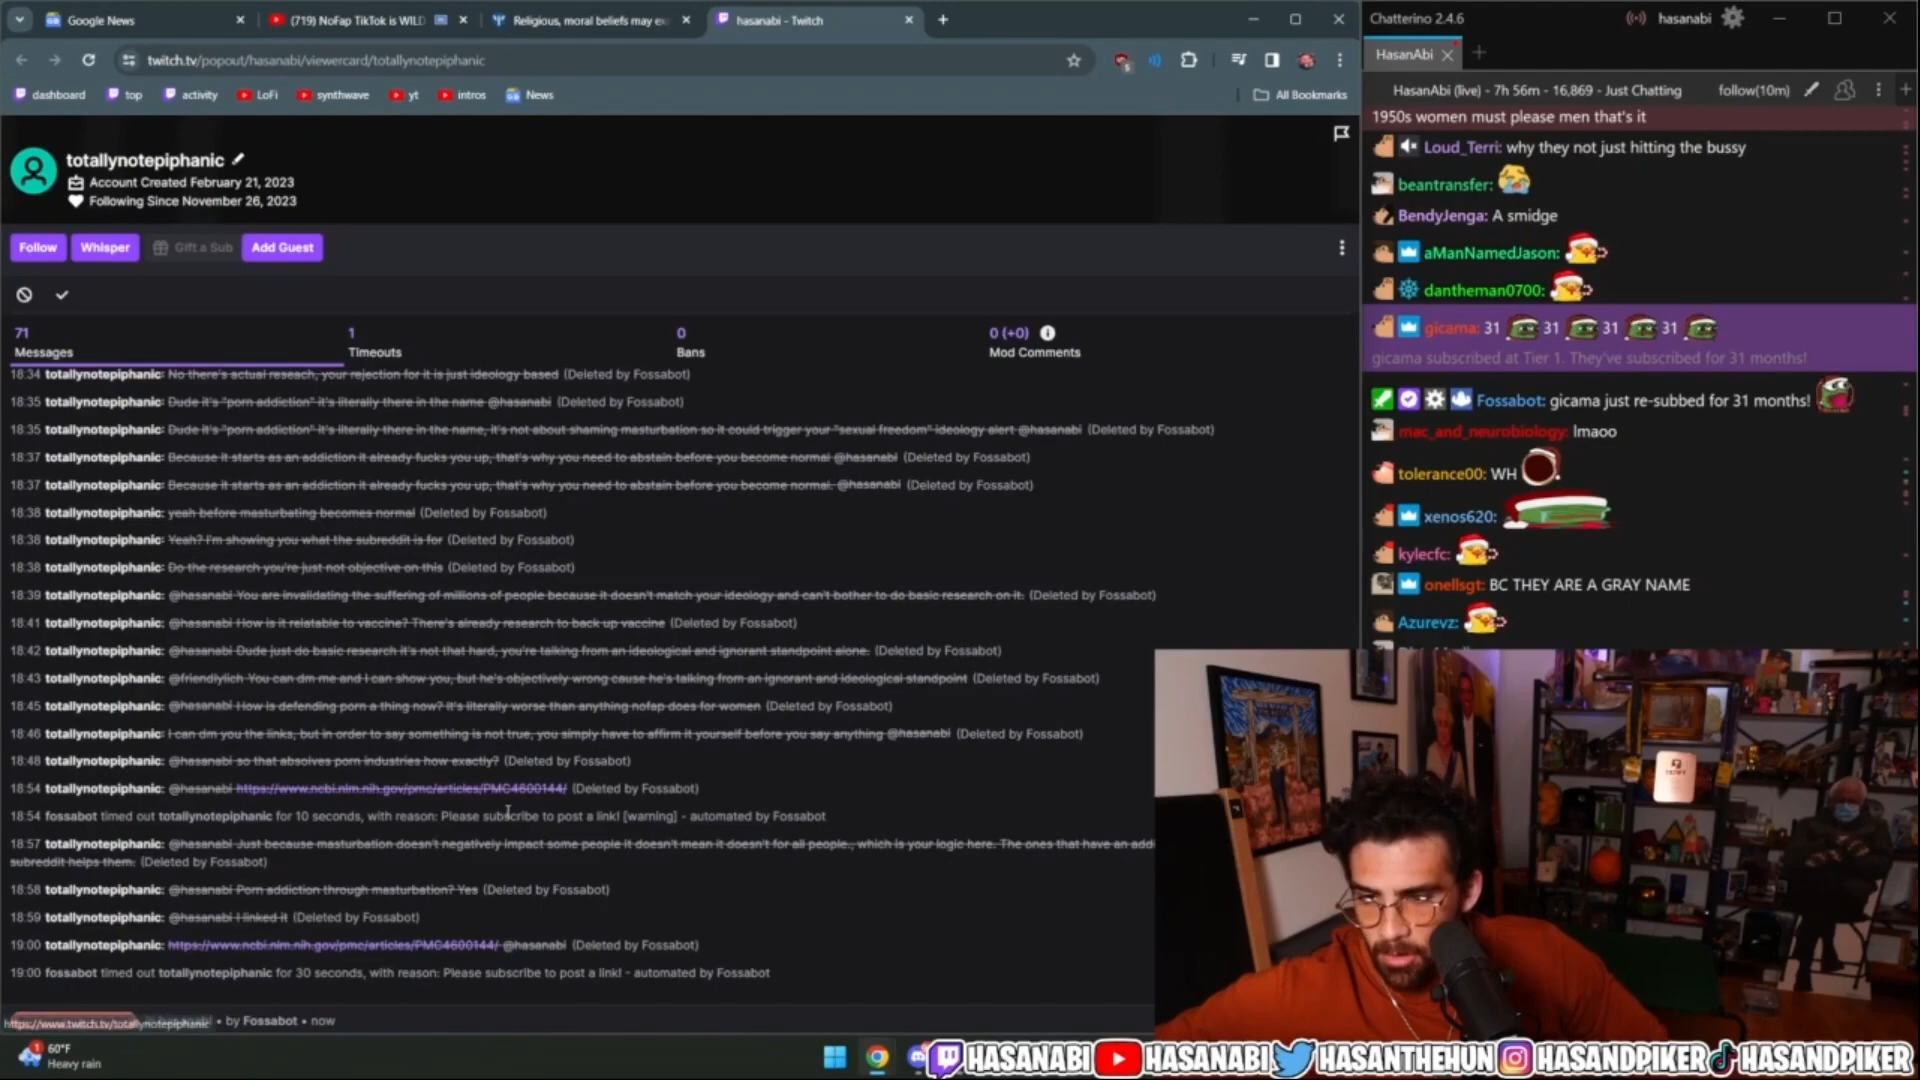 Google News
(719) NoFap TikTok is WILD
Religious, moral beliefs may ex
hasanabi - Twitch
twitch.tv/popout/hasanabi/viewercard/totallynotepiphanic
dashboard
top
activity
LoFi
synthwave
yt
intros
News
All Bookmarks
totallynotepiphanic
Account Created February 21, 2023
Following Since November 26, 2023
Follow
Whisper
Gift a Sub
Add Guest
71
1
0
0 (+0)
Messages
Timeouts
Bans
Mod Comments
18:34 totallynotepiphanic: No there's actual reseach, your rejection for it is just ideology based (Deleted by Fossabot)
18:35 totallynotepiphanic: Dude it's "porn addiction" it's literally there in the name @hasanabi (Deleted by Fossabot)
18:35 totallynotepiphanic: Dude it's "porn addiction" it's literally there in the name, it's not about shaming masturbation so it could trigger your "sexual freedom" ideology alert @hasanabi (Deleted by Fossabot)
18:37 totallynotepiphanic: Because it starts as an addiction it already fucks you up, that's why you need to abstain before you become normal @hasanabi (Deleted by Fossabot)
18:37 totallynotepiphanic: Because it starts as an addiction it already fucks you up, that's why you need to abstain before you become normal. @hasanabi (Deleted by Fossabot)
18:38 totallynotepiphanic: yeah before masturbating becomes normal (Deleted by Fossabot)
18:38 totallynotepiphanic: Yeah? I'm showing you what the subreddit is for (Deleted by Fossabot)
18:38 totallynotepiphanic: Do the research you're just not objective on this (Deleted by Fossabot)
18:39 totallynotepiphanic: @hasanabi You are invalidating the suffering of millions of people because it doesn't match your ideology and can't bother to do basic research on it. (Deleted by Fossabot)
18:41 totallynotepiphanic: @hasanabi How is it relatable to vaccine? There's already research to back up vaccine (Deleted by Fossabot)
18:42 totallynotepiphanic: @hasanabi Dude just do basic research it's not that hard, you're talking from an ideological and ignorant standpoint alone. (Deleted by Fossabot)
18:43 totallynotepiphanic: @friendlylich You can dm me and I can show you, but he's objectively wrong cause he's talking from an ignorant and ideological standpoint (Deleted by Fossabot)
18:45 totallynotepiphanic: @hasanabi How is defending porn a thing now? it's literally worse than anything nofap does for women (Deleted by Fossabot)
18:46 totallynotepiphanic: I can dm you the links, but in order to say something is not true, you simply have to affirm it yourself before you say anything @hasanabi (Deleted by Fossabot)
18:48 totallynotepiphanic: @hasanabi so that absolves porn industries how exactly? (Deleted by Fossabot)
18:54 totallynotepiphanic: @hasanabi https://www.ncbi.nlm.nih.gov/pmc/articles/PMC4600144/ (Deleted by Fossabot)
18:54 fossabot timed out totallynotepiphanic for 10 seconds, with reason: Please subscribe to post a link! [warning] - automated by Fossabot
18:57 totallynotepiphanic: @hasanabi Just because masturbation doesn't negatively impact some people it doesn't mean it doesn't for all people., which is your logic here. The ones that have an add
subreddit helps them. (Deleted by Fossabot)
18:58 totallynotepiphanic: @hasanabi Porn addiction through masturbation? Yes (Deleted by Fossabot)
18:59 totallynotepiphanic: @hasanabi I linked it (Deleted by Fossabot)
19:00 totallynotepiphanic: https://www.ncbi.nlm.nih.gov/pmc/articles/PMC4600144/ @hasanabi (Deleted by Fossabot)
19:00 fossabot timed out totallynotepiphanic for 30 seconds, with reason: Please subscribe to post a link! - automated by Fossabot
• by Fossabot • now
https://www.twitch.tv/totallynotepiphanic
60°F
Heavy rain
Chatterino 2.4.6
hasanabi
HasanAbi
HasanAbi (live) - 7h 56m - 16,869 - Just Chatting
follow(10m)
1950s women must please men that's it
Loud_Terri: why they not just hitting the bussy
beantransfer:
BendyJenga: A smidge
aManNamedJason:
dantheman0700:
gicama: 31 31 31 31
gicama subscribed at Tier 1. They've subscribed for 31 months!
Fossabot: gicama just re-subbed for 31 months!
mac_and_neurobiology: lmaoo
tolerance00: WH
xenos620:
kylecfc:
onellsgt: BC THEY ARE A GRAY NAME
Azurevz:
HASANABI HASANABI HASANTHEHUN HASANDPIKER HASANDPIKER